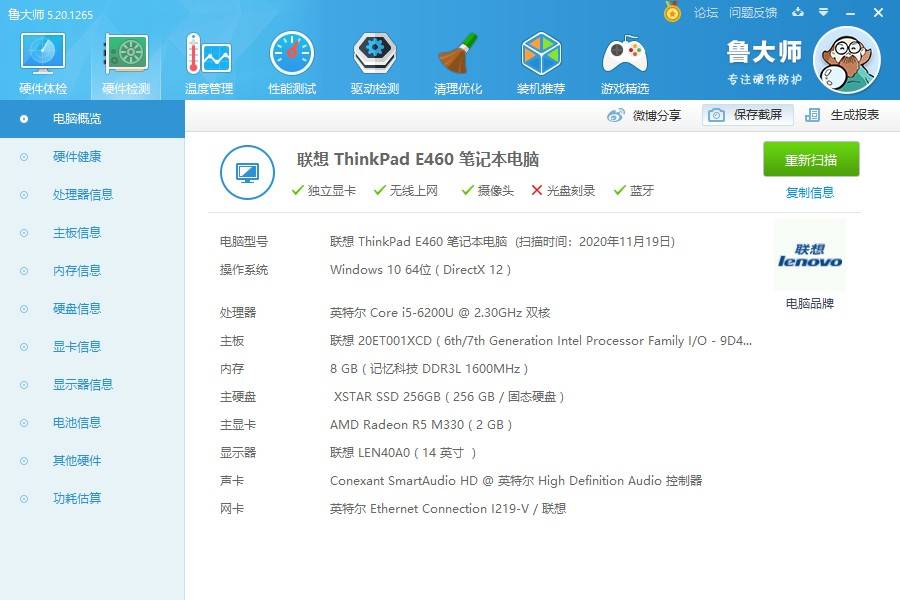 鲁大师 5.20.1265
论坛 问题反馈
硬件体检 硬件检测 温度管理 性能测试 驱动检测 清理优化 装机推荐 游戏精选
鲁大师
专注硬件防护
电脑概览
硬件健康
处理器信息
主板信息
内存信息
硬盘信息
显卡信息
显示器信息
电池信息
其他硬件
功耗估算
微博分享 保存截屏 生成报表
联想 ThinkPad E460 笔记本电脑
独立显卡 无线上网 摄像头 光盘刻录 蓝牙
重新扫描
复制信息
电脑型号 联想 ThinkPad E460 笔记本电脑 (扫描时间：2020年11月19日)
操作系统 Windows 10 64位 ( DirectX 12 )
联想
lenovo
电脑品牌
处理器 英特尔 Core i5-6200U @ 2.30GHz 双核
主板 联想 20ET001XCD ( 6th/7th Generation Intel Processor Family I/O - 9D4...
内存 8 GB ( 记忆科技 DDR3L 1600MHz )
主硬盘 XSTAR SSD 256GB ( 256 GB / 固态硬盘 )
主显卡 AMD Radeon R5 M330 ( 2 GB )
显示器 联想 LEN40A0 ( 14 英寸 )
声卡 Conexant SmartAudio HD @ 英特尔 High Definition Audio 控制器
网卡 英特尔 Ethernet Connection I219-V / 联想